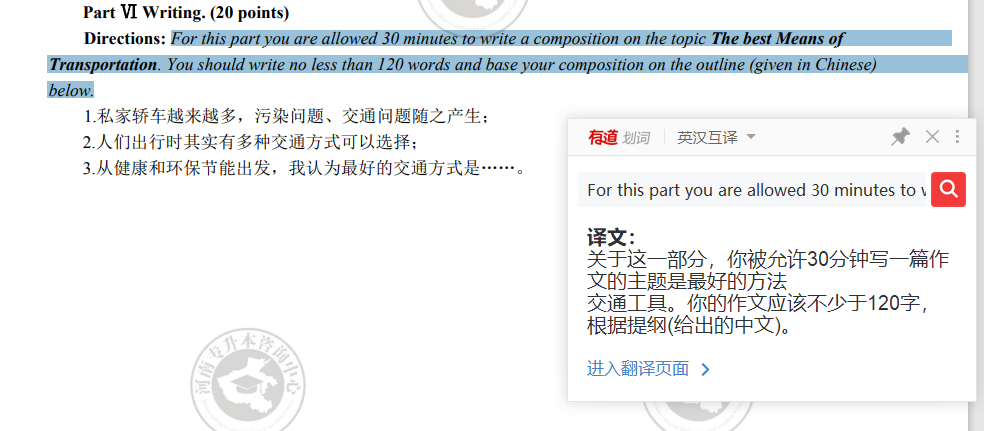 Part Ⅵ Writing. (20 points)
Directions: For this part you are allowed 30 minutes to write a composition on the topic The best Means of
Transportation. You should write no less than 120 words and base your composition on the outline (given in Chinese)
below.
1.私家轿车越来越多，污染问题、交通问题随之产生；
2.人们出行时其实有多种交通方式可以选择；
3.从健康和环保节能出发，我认为最好的交通方式是……。
有道 划词 英汉互译
For this part you are allowed 30 minutes to w
译文：
关于这一部分，你被允许30分钟写一篇作
文的主题是最好的方法
交通工具。你的作文应该不少于120字，
根据提纲(给出的中文)。
进入翻译页面
河南专升本咨询中心